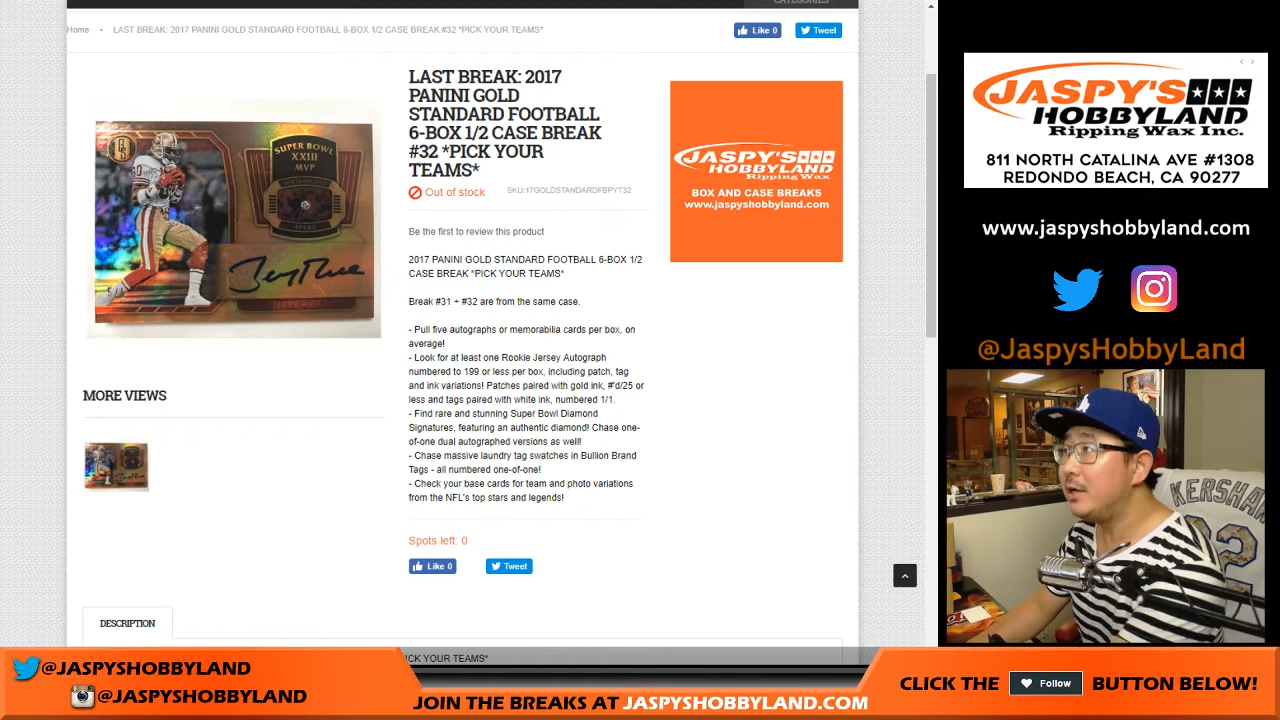 CATEGORIES
Home • LAST BREAK: 2017 PANINI GOLD STANDARD FOOTBALL 6-BOX 1/2 CASE BREAK #32 *PICK YOUR TEAMS*
Like 0
Tweet
SUPER BOWL
XXIII
MVP
Jerry Rice
LAST BREAK: 2017
PANINI GOLD
STANDARD FOOTBALL
6-BOX 1/2 CASE BREAK
#32 *PICK YOUR
TEAMS*
Out of stock
SKU:17GOLDSTANDARDFBPYT32
Be the first to review this product
2017 PANINI GOLD STANDARD FOOTBALL 6-BOX 1/2
CASE BREAK *PICK YOUR TEAMS*
Break #31 + #32 are from the same case.
- Pull five autographs or memorabilia cards per box, on
average!
- Look for at least one Rookie Jersey Autograph
numbered to 199 or less per box, including patch, tag
and ink variations! Patches paired with gold ink, #'d/25 or
less and tags paired with white ink, numbered 1/1.
- Find rare and stunning Super Bowl Diamond
Signatures, featuring an authentic diamond! Chase one-
of-one dual autographed versions as well!
- Chase massive laundry tag swatches in Bullion Brand
Tags - all numbered one-of-one!
- Check your base cards for team and photo variations
from the NFL's top stars and legends!
Spots left: 0
Like 0
Tweet
MORE VIEWS
DESCRIPTION
ICK YOUR TEAMS*
JASPY'S
HOBBYLAND
Ripping Wax
BOX AND CASE BREAKS
www.jaspyshobbyland.com
JASPY'S
HOBBYLAND
Ripping Wax Inc.
811 NORTH CATALINA AVE #1308
REDONDO BEACH, CA 90277
www.jaspyshobbyland.com
@JaspysHobbyLand
LA
KERSHAW
22
@JASPYSHOBBYLAND
@JASPYSHOBBYLAND
JOIN THE BREAKS AT JASPYSHOBBYLAND.COM
CLICK THE Follow BUTTON BELOW!